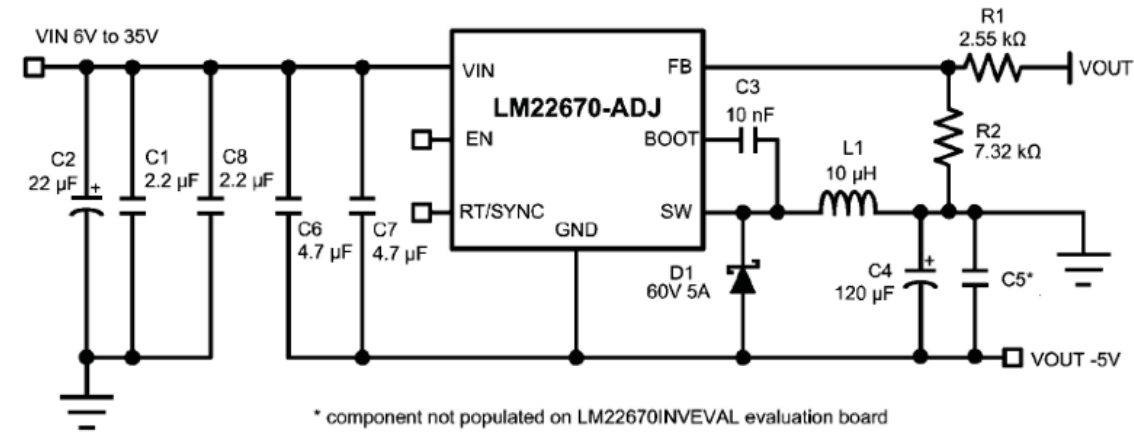 VIN 6V to 35V
C2
22 µF
+
C1
2.2 µF
C8
2.2 µF
C6
4.7 µF
C7
4.7 µF
VIN
EN
RT/SYNC
LM22670-ADJ
GND
FB
BOOT
SW
C3
10 nF
L1
10 µH
D1
60V 5A
R1
2.55 kΩ
VOUT
R2
7.32 kΩ
C4
120 µF
+
C5*
VOUT -5V
* component not populated on LM22670INVEVAL evaluation board